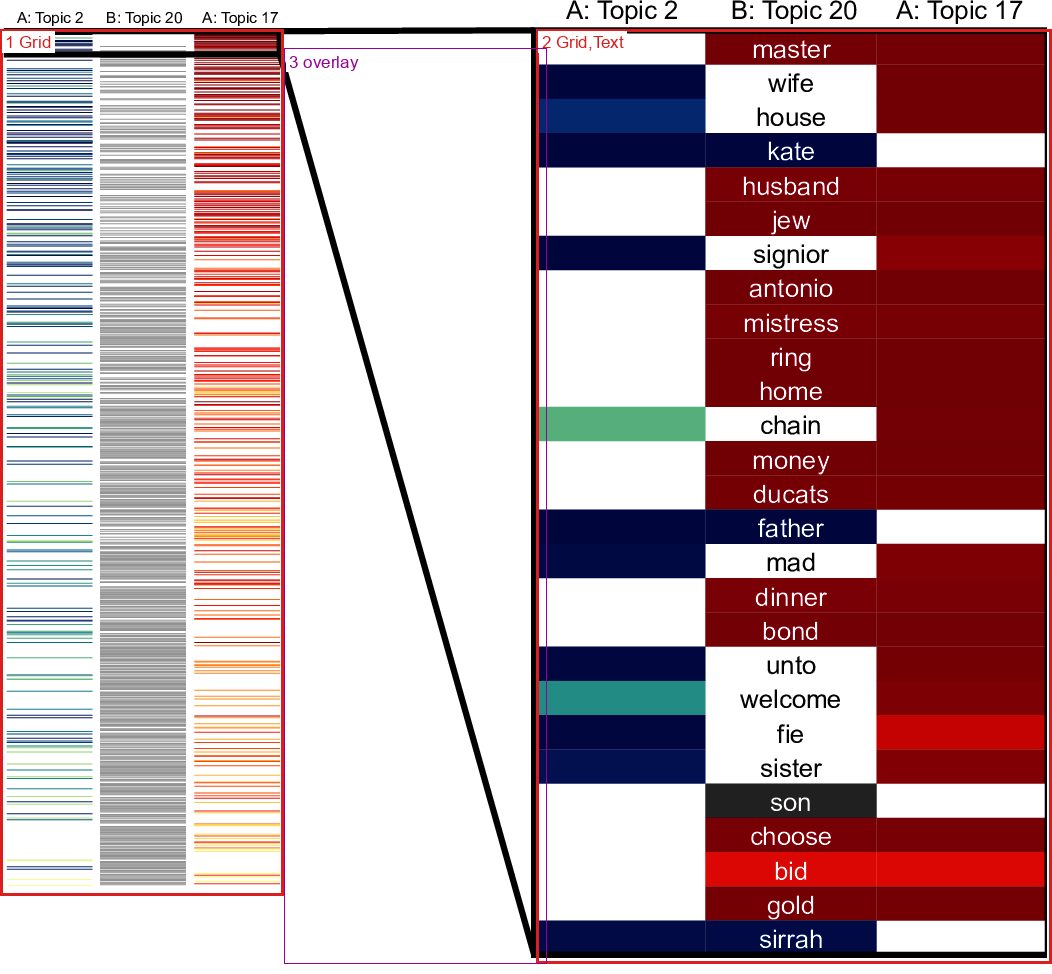 A: Topic 2 B: Topic 20 A: Topic 17
1 Grid
3 overlay
A: Topic 2 B: Topic 20 A: Topic 17
2 Grid,Text
master
wife
house
kate
husband
jew
signior
antonio
mistress
ring
home
chain
money
ducats
father
mad
dinner
bond
unto
welcome
fie
sister
son
choose
bid
gold
sirrah